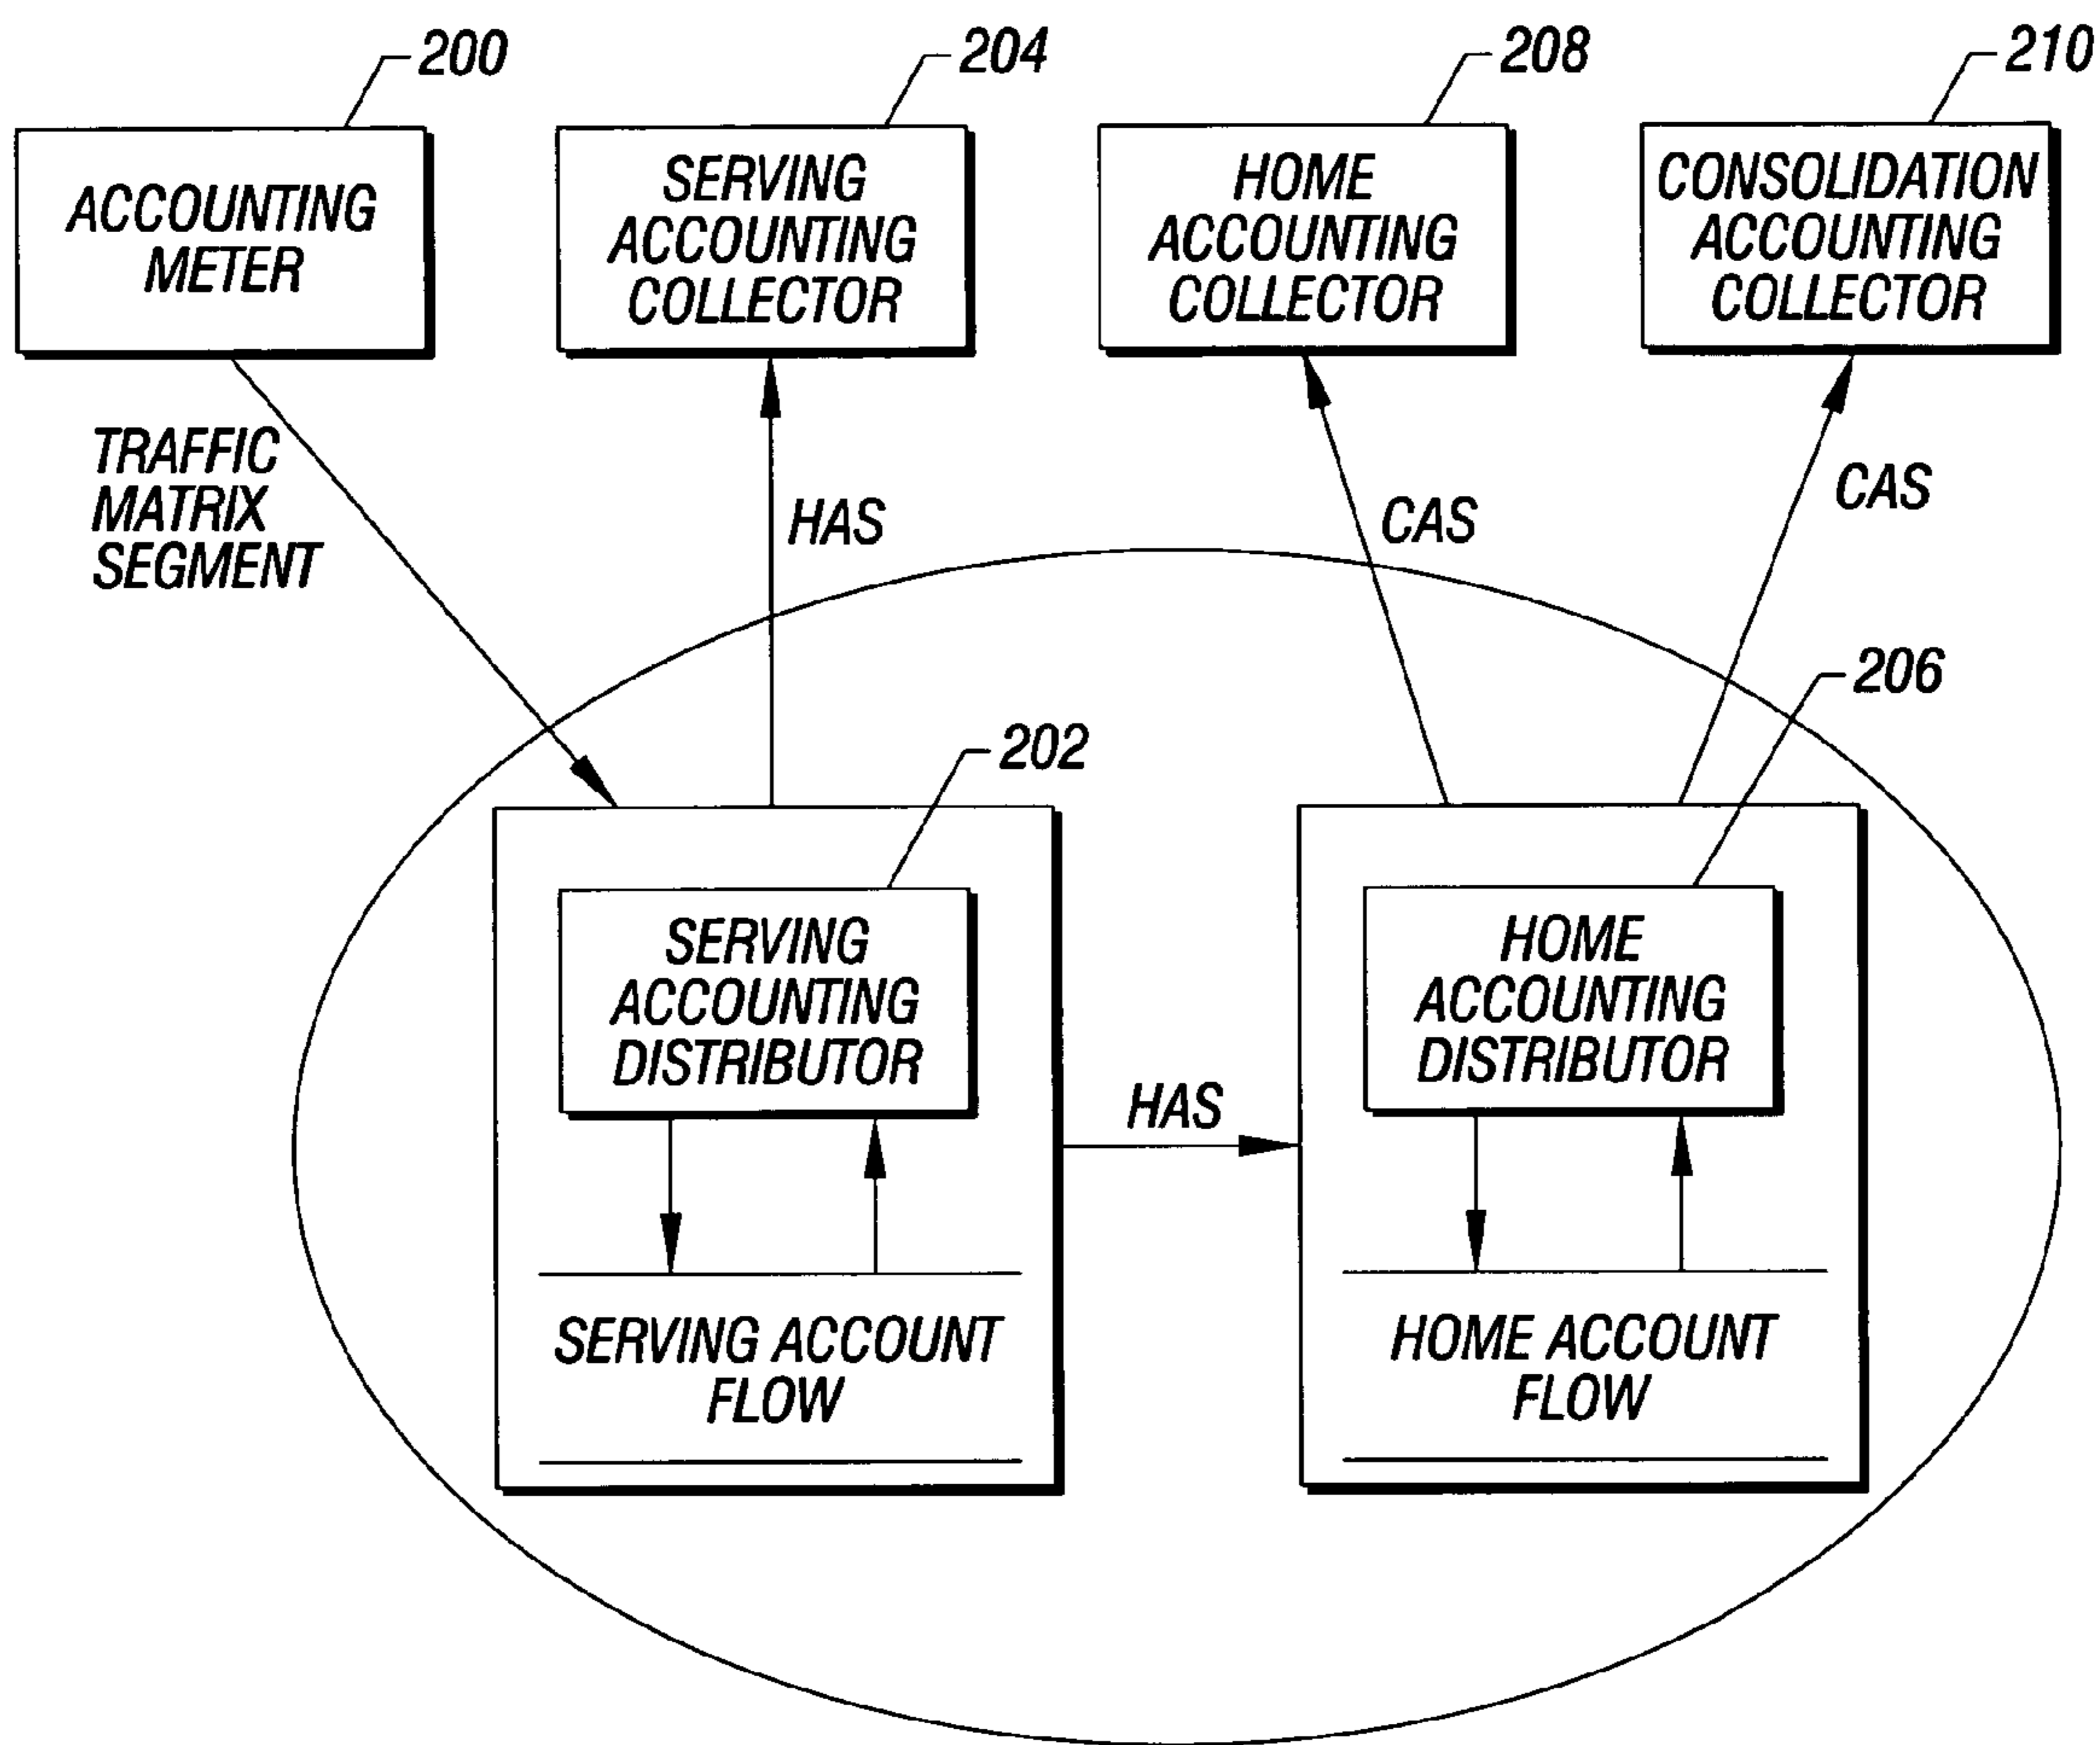 200
204
208
210
ACCOUNTING
METER
SERVING
ACCOUNTING
COLLECTOR
HOME
ACCOUNTING
COLLECTOR
CONSOLIDATION
ACCOUNTING
COLLECTOR
TRAFFIC
MATRIX
SEGMENT
HAS
CAS
CAS
206
202
SERVING
ACCOUNTING
DISTRIBUTOR
HOME
ACCOUNTING
DISTRIBUTOR
HAS
SERVING ACCOUNT
FLOW
HOME ACCOUNT
FLOW